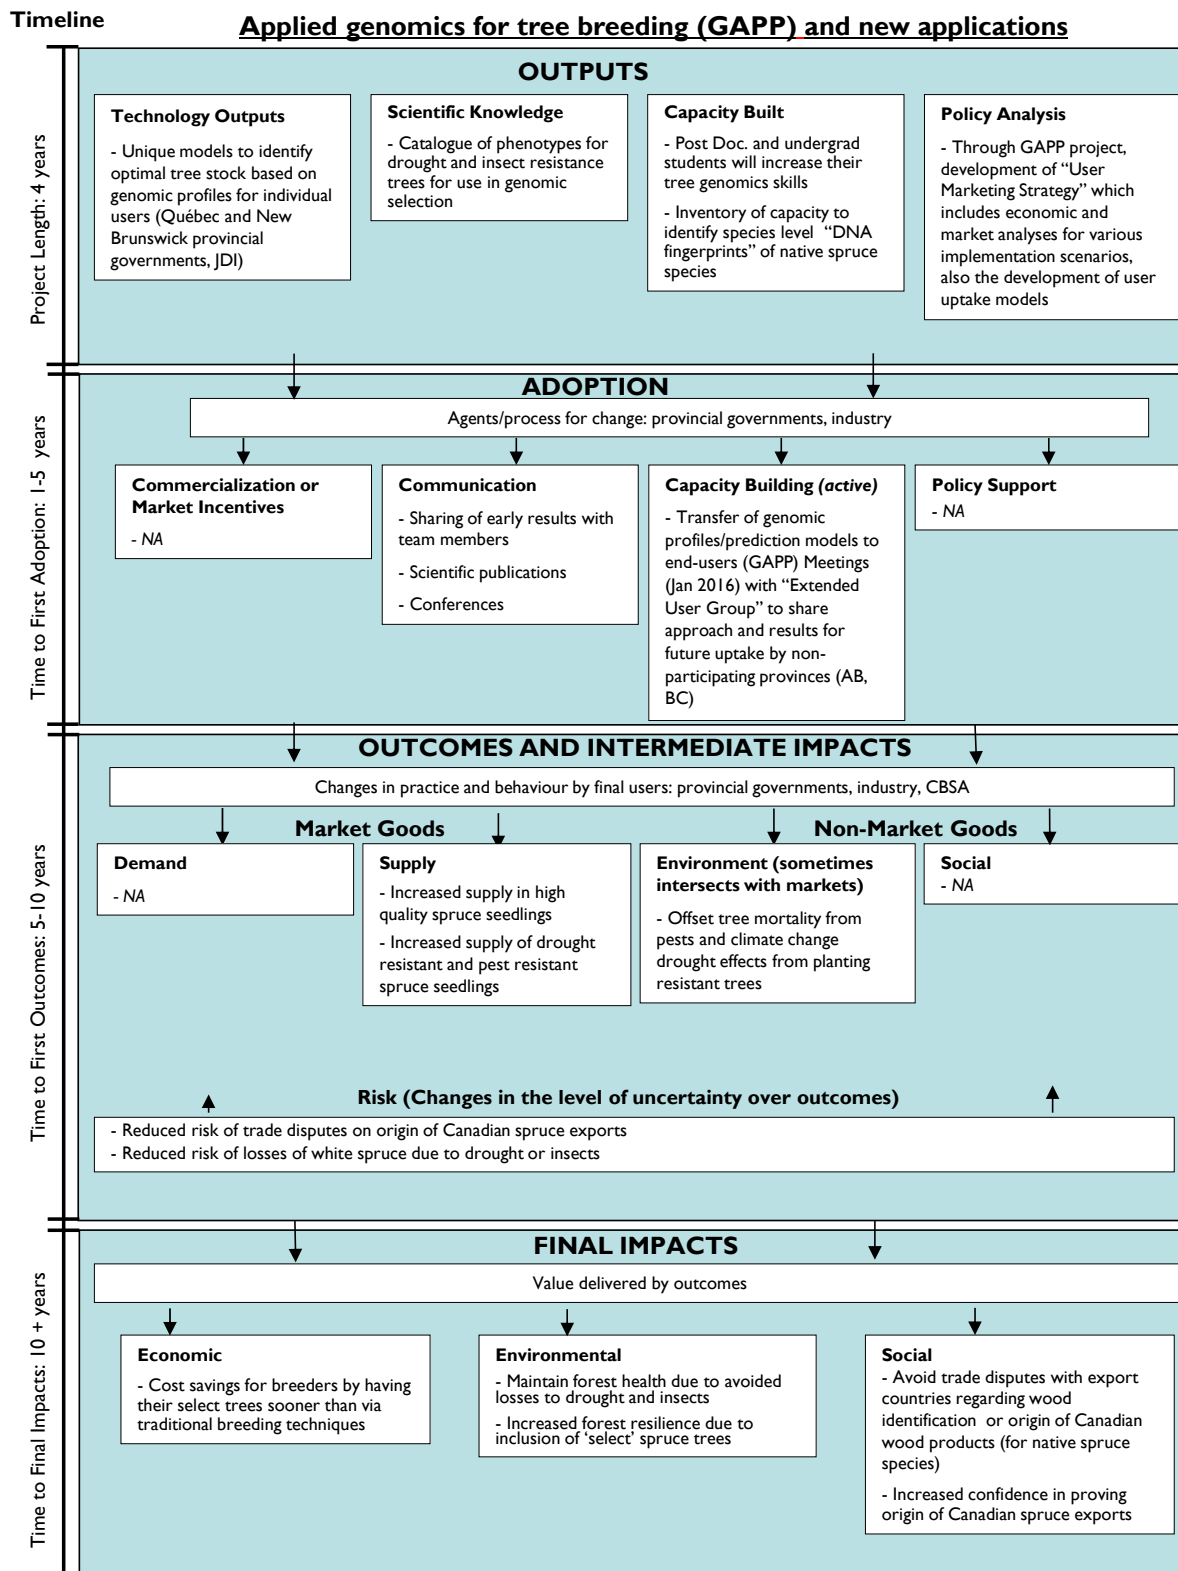 Timeline
Applied genomics for tree breeding (GAPP) and new applications
Project Length: 4 years
OUTPUTS
Technology Outputs
- Unique models to identify
optimal tree stock based on
genomic profiles for individual
users (Québec and New
Brunswick provincial
governments, JDI)
Scientific Knowledge
- Catalogue of phenotypes for
drought and insect resistance
trees for use in genomic
selection
Capacity Built
- Post Doc. and undergrad
students will increase their
tree genomics skills
- Inventory of capacity to
identify species level “DNA
fingerprints” of native spruce
species
Policy Analysis
- Through GAPP project,
development of “User
Marketing Strategy” which
includes economic and
market analyses for various
implementation scenarios,
also the development of user
uptake models
Time to First Adoption: 1-5 years
ADOPTION
Agents/process for change: provincial governments, industry
Commercialization or
Market Incentives
- NA
Communication
- Sharing of early results with
team members
- Scientific publications
- Conferences
Capacity Building (active)
- Transfer of genomic
profiles/prediction models to
end-users (GAPP) Meetings
(Jan 2016) with “Extended
User Group” to share
approach and results for
future uptake by non-
participating provinces (AB,
BC)
Policy Support
- NA
Time to First Outcomes: 5-10 years
OUTCOMES AND INTERMEDIATE IMPACTS
Changes in practice and behaviour by final users: provincial governments, industry, CBSA
Market Goods
Non-Market Goods
Demand
- NA
Supply
- Increased supply in high
quality spruce seedlings
- Increased supply of drought
resistant and pest resistant
spruce seedlings
Environment (sometimes
intersects with markets)
- Offset tree mortality from
pests and climate change
drought effects from planting
resistant trees
Social
- NA
Risk (Changes in the level of uncertainty over outcomes)
- Reduced risk of trade disputes on origin of Canadian spruce exports
- Reduced risk of losses of white spruce due to drought or insects
Time to Final Impacts: 10 + years
FINAL IMPACTS
Value delivered by outcomes
Economic
- Cost savings for breeders by having
their select trees sooner than via
traditional breeding techniques
Environmental
- Maintain forest health due to avoided
losses to drought and insects
- Increased forest resilience due to
inclusion of ‘select’ spruce trees
Social
- Avoid trade disputes with export
countries regarding wood
identification or origin of Canadian
wood products (for native spruce
species)
- Increased confidence in proving
origin of Canadian spruce exports